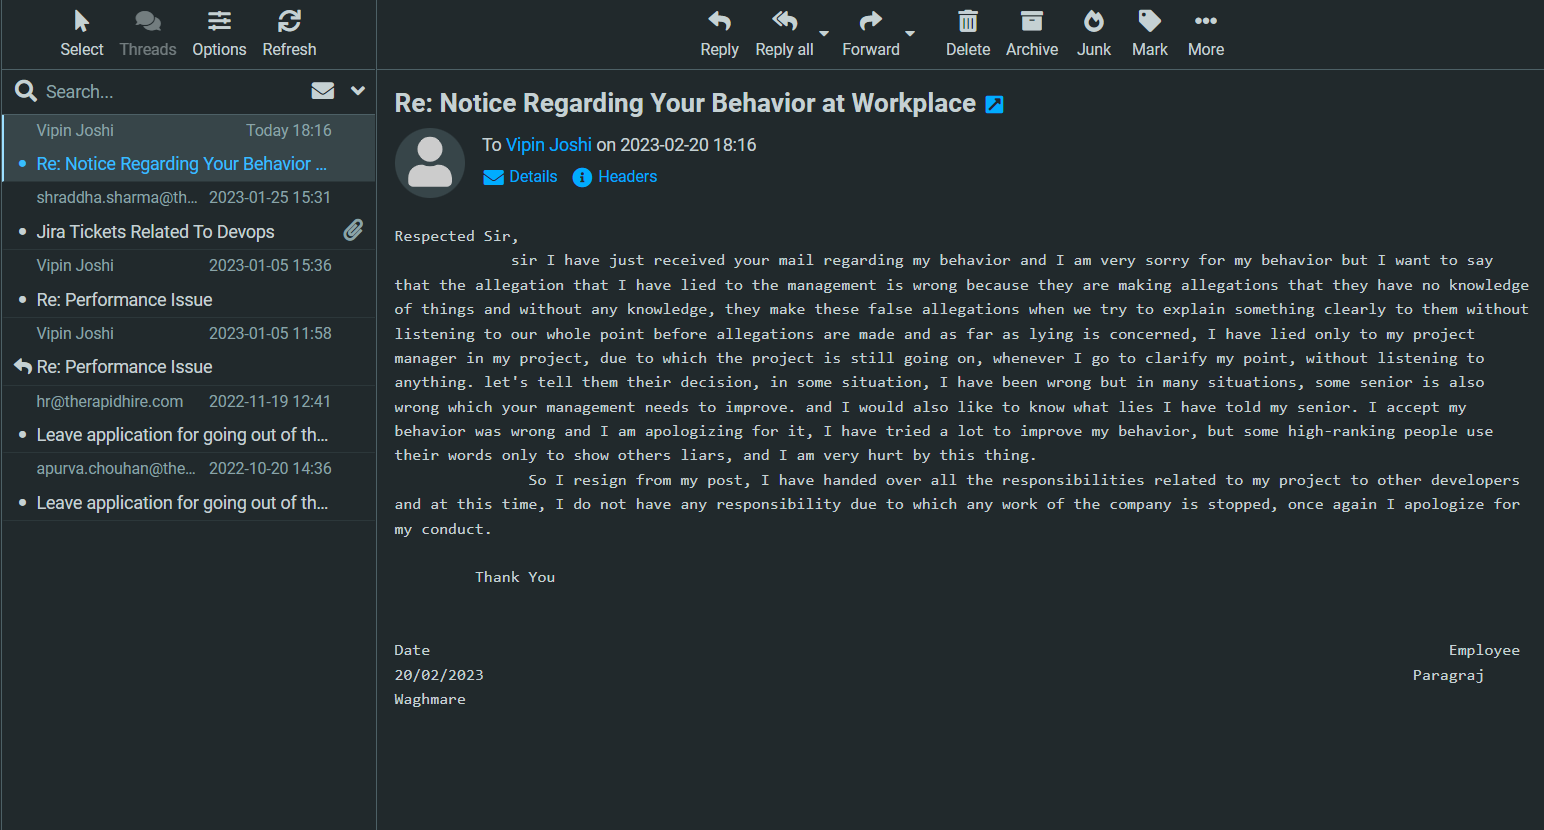 Select
Threads
Options
Refresh
Reply
Reply all
Forward
Delete
Archive
Junk
Mark
More
Search...
Vipin Joshi Today 18:16
Re: Notice Regarding Your Behavior ...
shraddha.sharma@th... 2023-01-25 15:31
Jira Tickets Related To Devops
Vipin Joshi 2023-01-05 15:36
Re: Performance Issue
Vipin Joshi 2023-01-05 11:58
Re: Performance Issue
hr@therapidhire.com 2022-11-19 12:41
Leave application for going out of th...
apurva.chouhan@the... 2022-10-20 14:36
Leave application for going out of th...
Re: Notice Regarding Your Behavior at Workplace
To Vipin Joshi on 2023-02-20 18:16
Details Headers
Respected Sir,
sir I have just received your mail regarding my behavior and I am very sorry for my behavior but I want to say
that the allegation that I have lied to the management is wrong because they are making allegations that they have no knowledge
of things and without any knowledge, they make these false allegations when we try to explain something clearly to them without
listening to our whole point before allegations are made and as far as lying is concerned, I have lied only to my project
manager in my project, due to which the project is still going on, whenever I go to clarify my point, without listening to
anything. let's tell them their decision, in some situation, I have been wrong but in many situations, some senior is also
wrong which your management needs to improve. and I would also like to know what lies I have told my senior. I accept my
behavior was wrong and I am apologizing for it, I have tried a lot to improve my behavior, but some high-ranking people use
their words only to show others liars, and I am very hurt by this thing.
So I resign from my post, I have handed over all the responsibilities related to my project to other developers
and at this time, I do not have any responsibility due to which any work of the company is stopped, once again I apologize for
my conduct.
Thank You
Date Employee
20/02/2023 Paragraj
Waghmare